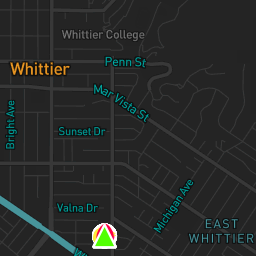 Whittier College
Penn St
Whittier
Mar Vista St
Bright Ave
Sunset Dr
Michigan Ave
Valna Dr
EAST
WHITTIER